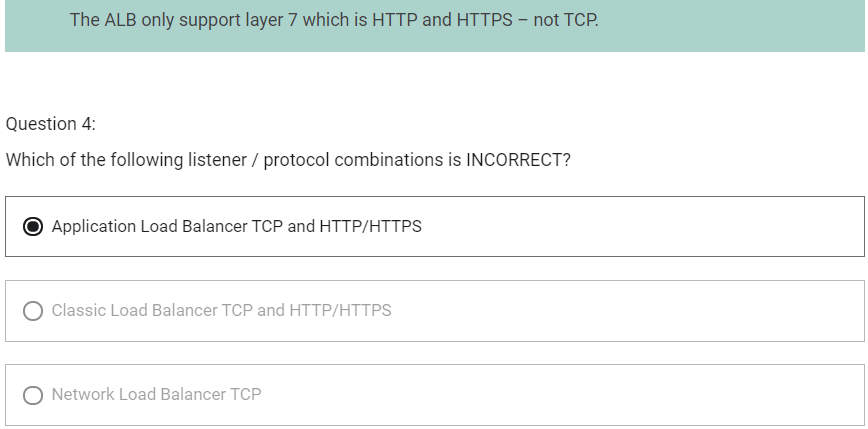 The ALB only support layer 7 which is HTTP and HTTPS – not TCP.
Question 4:
Which of the following listener / protocol combinations is INCORRECT?
Application Load Balancer TCP and HTTP/HTTPS
Classic Load Balancer TCP and HTTP/HTTPS
Network Load Balancer TCP